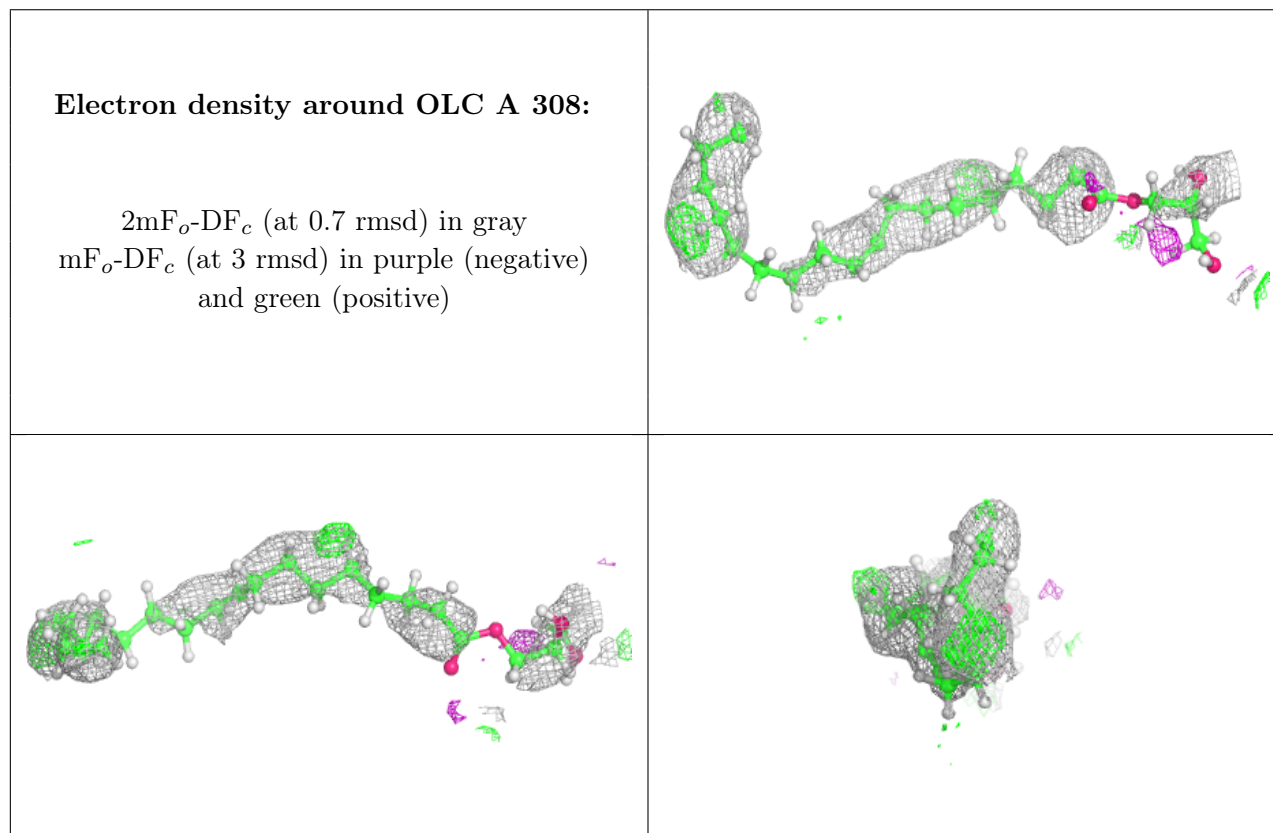 Electron density around OLC A 308:
2mFₒ-DF𝒸 (at 0.7 rmsd) in gray
mFₒ-DF𝒸 (at 3 rmsd) in purple (negative)
and green (positive)